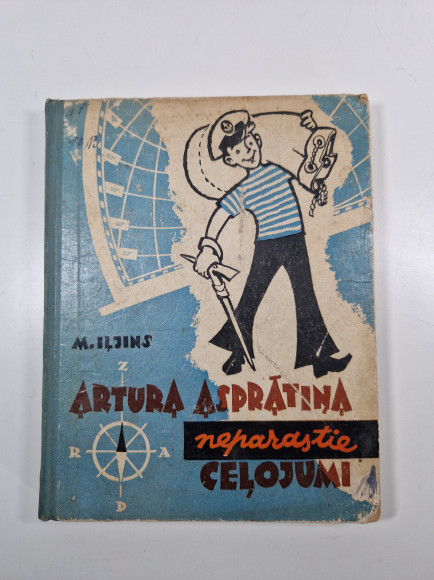 M. IĻJINS
ARTURA ASPRĀTIŅA
neparastie
CEĻOJUMI
Z
R A
D